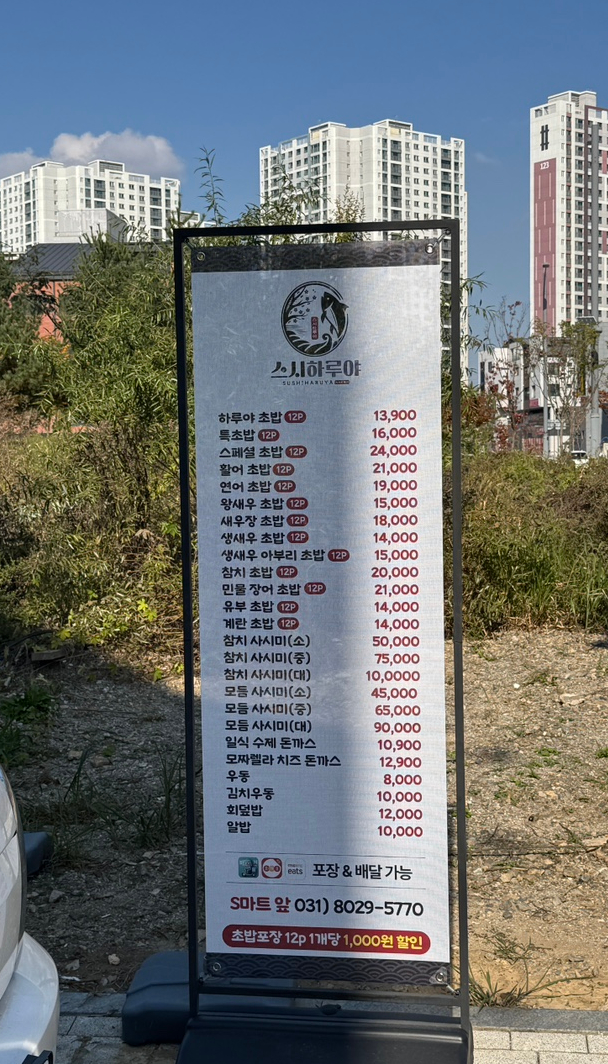 123
스시하루야
SUSHI HARUYA
하루야 초밥 12P 13,900
특초밥 12P 16,000
스페셜 초밥 12P 24,000
활어 초밥 12P 21,000
연어 초밥 12P 19,000
왕새우 초밥 12P 15,000
새우장 초밥 12P 18,000
생새우 초밥 12P 14,000
생새우 아부리 초밥 12P 15,000
참치 초밥 12P 20,000
민물 장어 초밥 12P 21,000
유부 초밥 12P 14,000
계란 초밥 12P 14,000
참치 사시미(소) 50,000
참치 사시미(중) 75,000
참치 사시미(대) 10,0000
모듬 사시미(소) 45,000
모듬 사시미(중) 65,000
모듬 사시미(대) 90,000
일식 수제 돈까스 10,900
모짜렐라 치즈 돈까스 12,900
우동 8,000
김치우동 10,000
회덮밥 12,000
알밥 10,000
eats 포장 & 배달 가능
S마트 앞 031) 8029-5770
초밥포장 12p 1개당 1,000원 할인